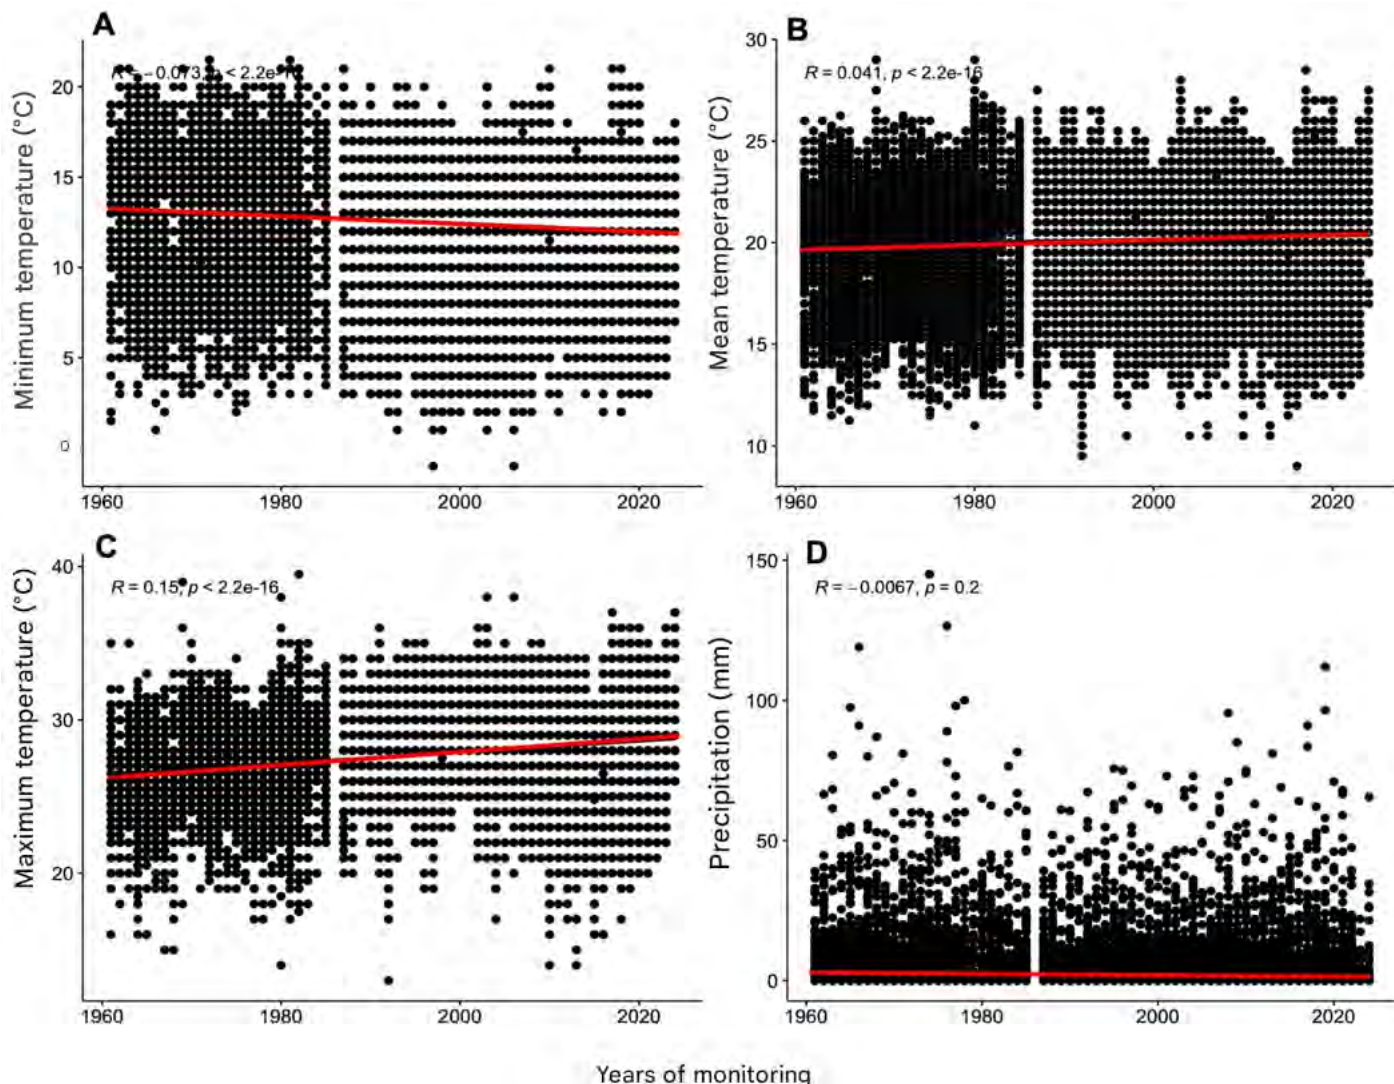 A
R = −0.073, p < 2.2e-16
Minimum temperature (°C)
20
15
10
5
0
1960 1980 2000 2020
B
R = 0.041, p < 2.2e-16
Mean temperature (°C)
30
25
20
15
10
1960 1980 2000 2020
C
R = 0.15, p < 2.2e-16
Maximum temperature (°C)
40
30
20
1960 1980 2000 2020
D
R = −0.0067, p = 0.2
Precipitation (mm)
150
100
50
0
1960 1980 2000 2020
Years of monitoring